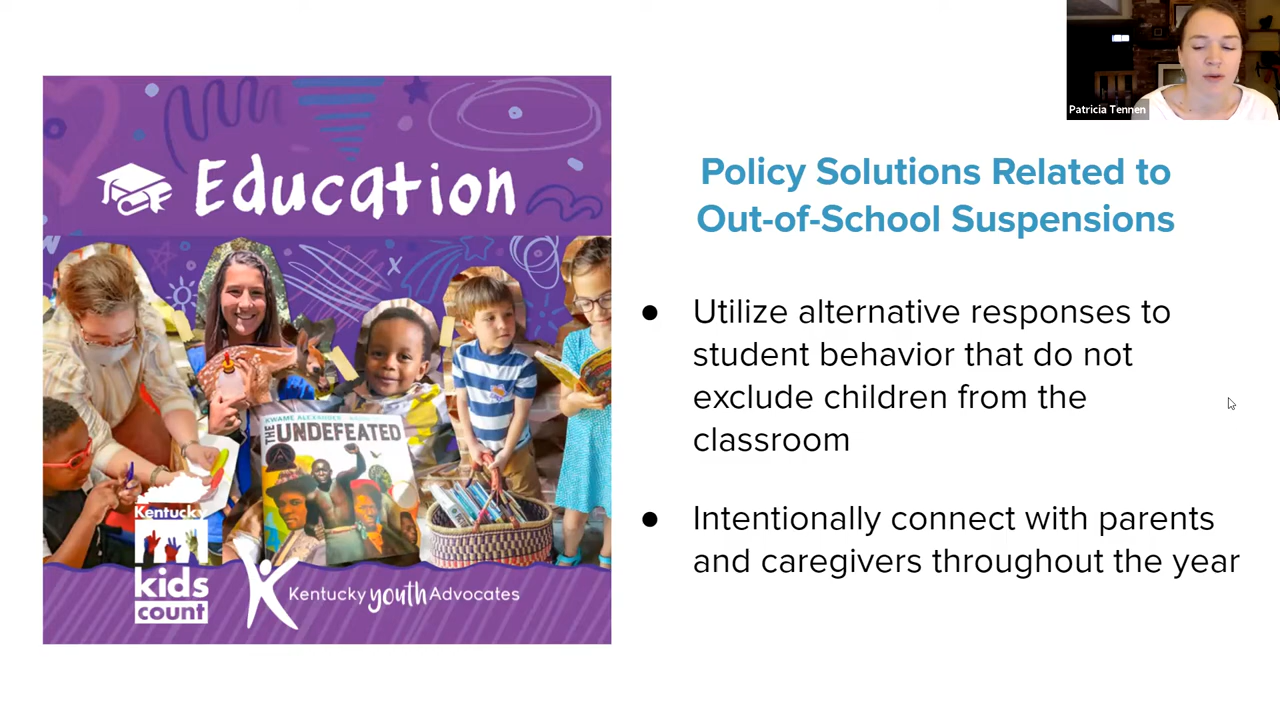 Patricia Tennen
Education
Policy Solutions Related to
Out-of-School Suspensions
● Utilize alternative responses to
student behavior that do not
exclude children from the
classroom
● Intentionally connect with parents
and caregivers throughout the year
KWAME ALEXANDER
THE UNDEFEATED
Kentucky
kids
count
Kentucky youth Advocates